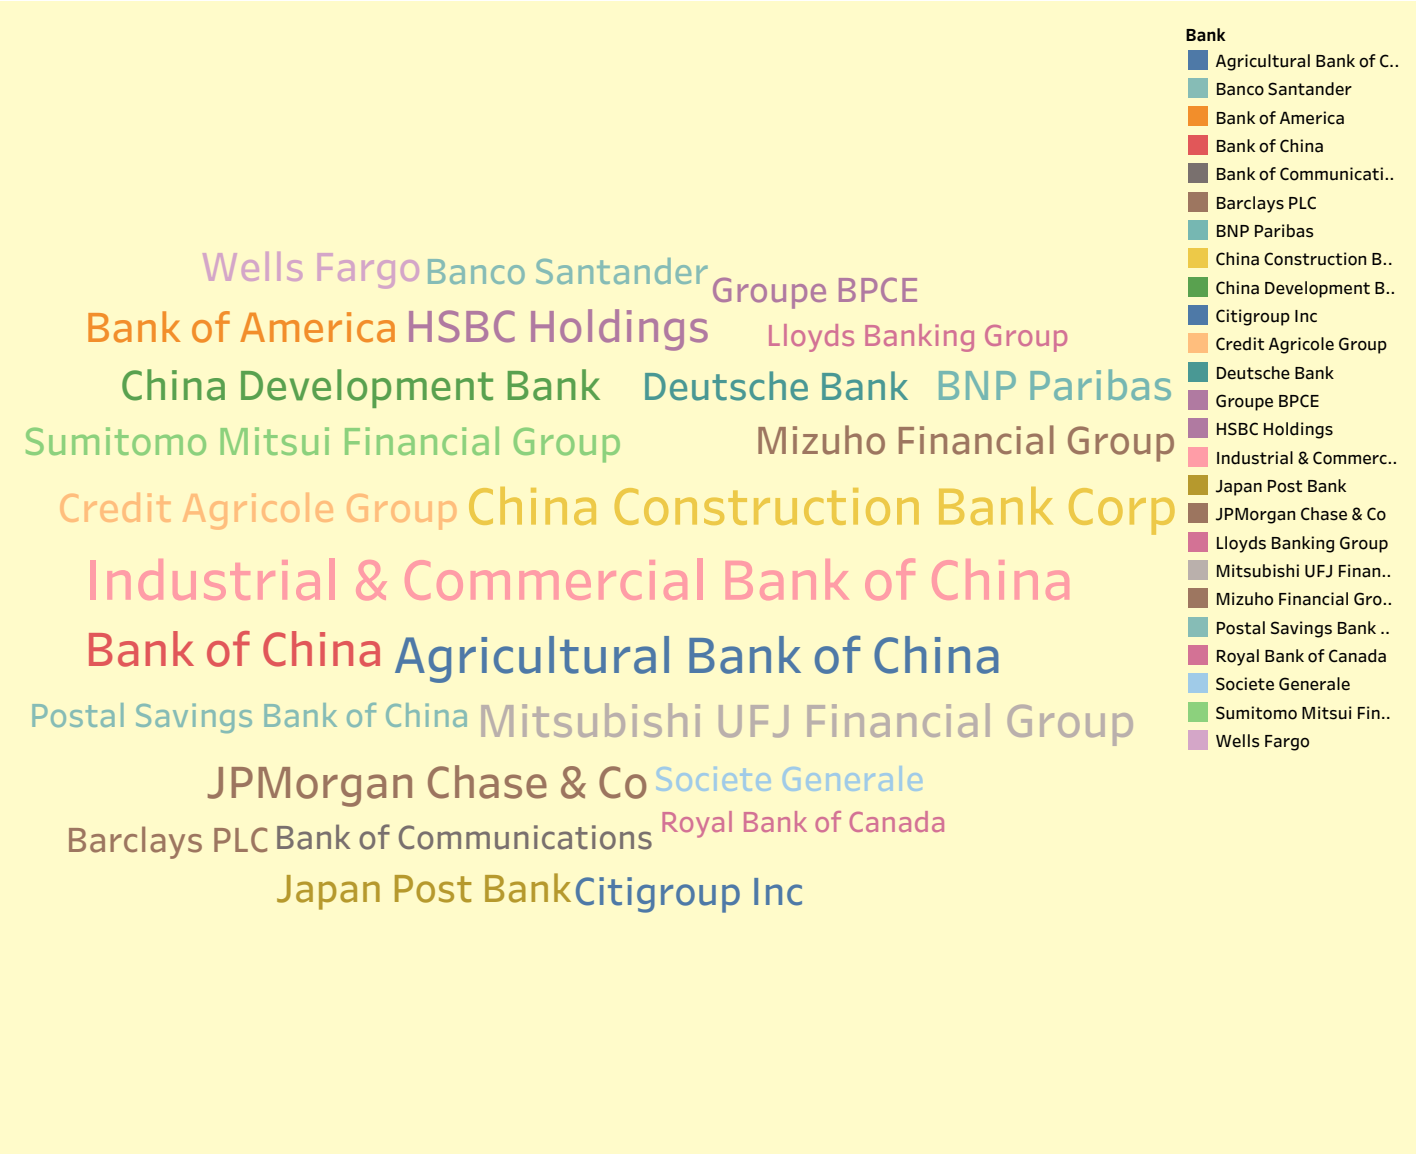 Wells Fargo Banco Santander Groupe BPCE
Bank of America HSBC Holdings Lloyds Banking Group
China Development Bank Deutsche Bank BNP Paribas
Sumitomo Mitsui Financial Group Mizuho Financial Group
Credit Agricole Group China Construction Bank Corp
Industrial & Commercial Bank of China
Bank of China Agricultural Bank of China
Postal Savings Bank of China Mitsubishi UFJ Financial Group
JPMorgan Chase & Co Societe Generale
Barclays PLC Bank of Communications Royal Bank of Canada
Japan Post Bank Citigroup Inc
Bank
Agricultural Bank of C..
Banco Santander
Bank of America
Bank of China
Bank of Communicati..
Barclays PLC
BNP Paribas
China Construction B..
China Development B..
Citigroup Inc
Credit Agricole Group
Deutsche Bank
Groupe BPCE
HSBC Holdings
Industrial & Commerc..
Japan Post Bank
JPMorgan Chase & Co
Lloyds Banking Group
Mitsubishi UFJ Finan..
Mizuho Financial Gro..
Postal Savings Bank ..
Royal Bank of Canada
Societe Generale
Sumitomo Mitsui Fin..
Wells Fargo